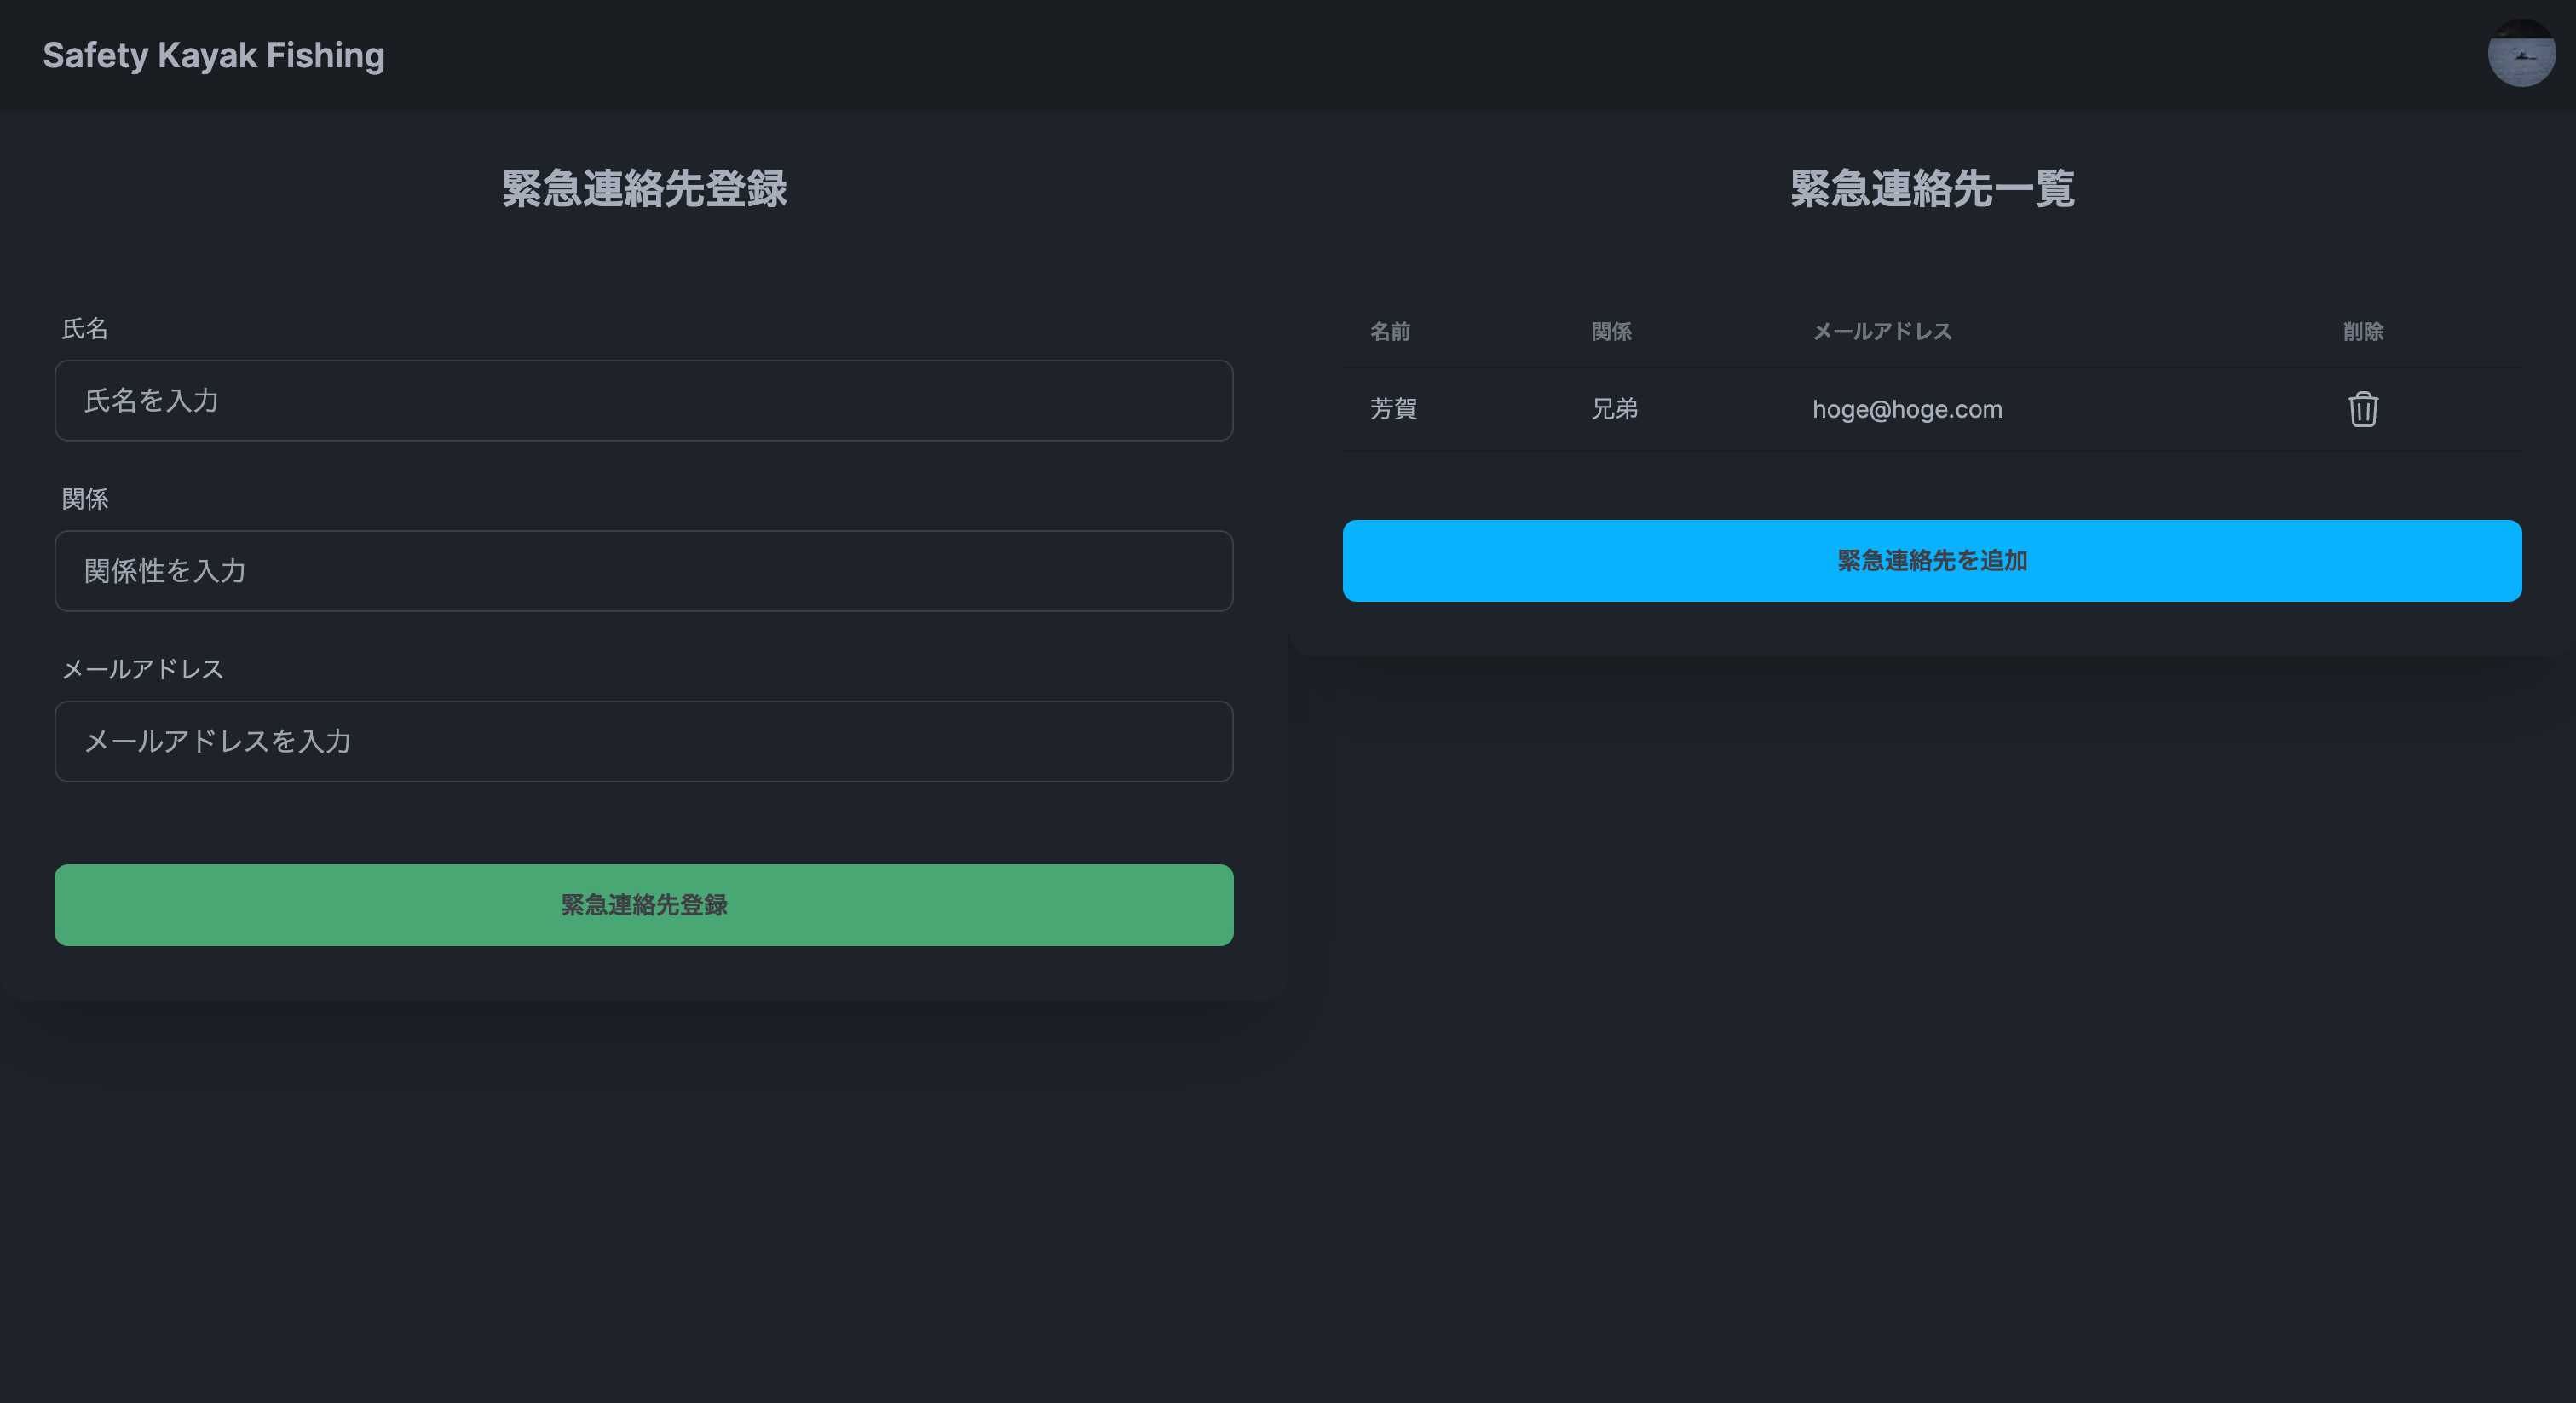 Safety Kayak Fishing
緊急連絡先登録
氏名
氏名を入力
関係
関係性を入力
メールアドレス
メールアドレスを入力
緊急連絡先登録
緊急連絡先一覧
名前 関係 メールアドレス 削除
芳賀 兄弟 hoge@hoge.com
緊急連絡先を追加